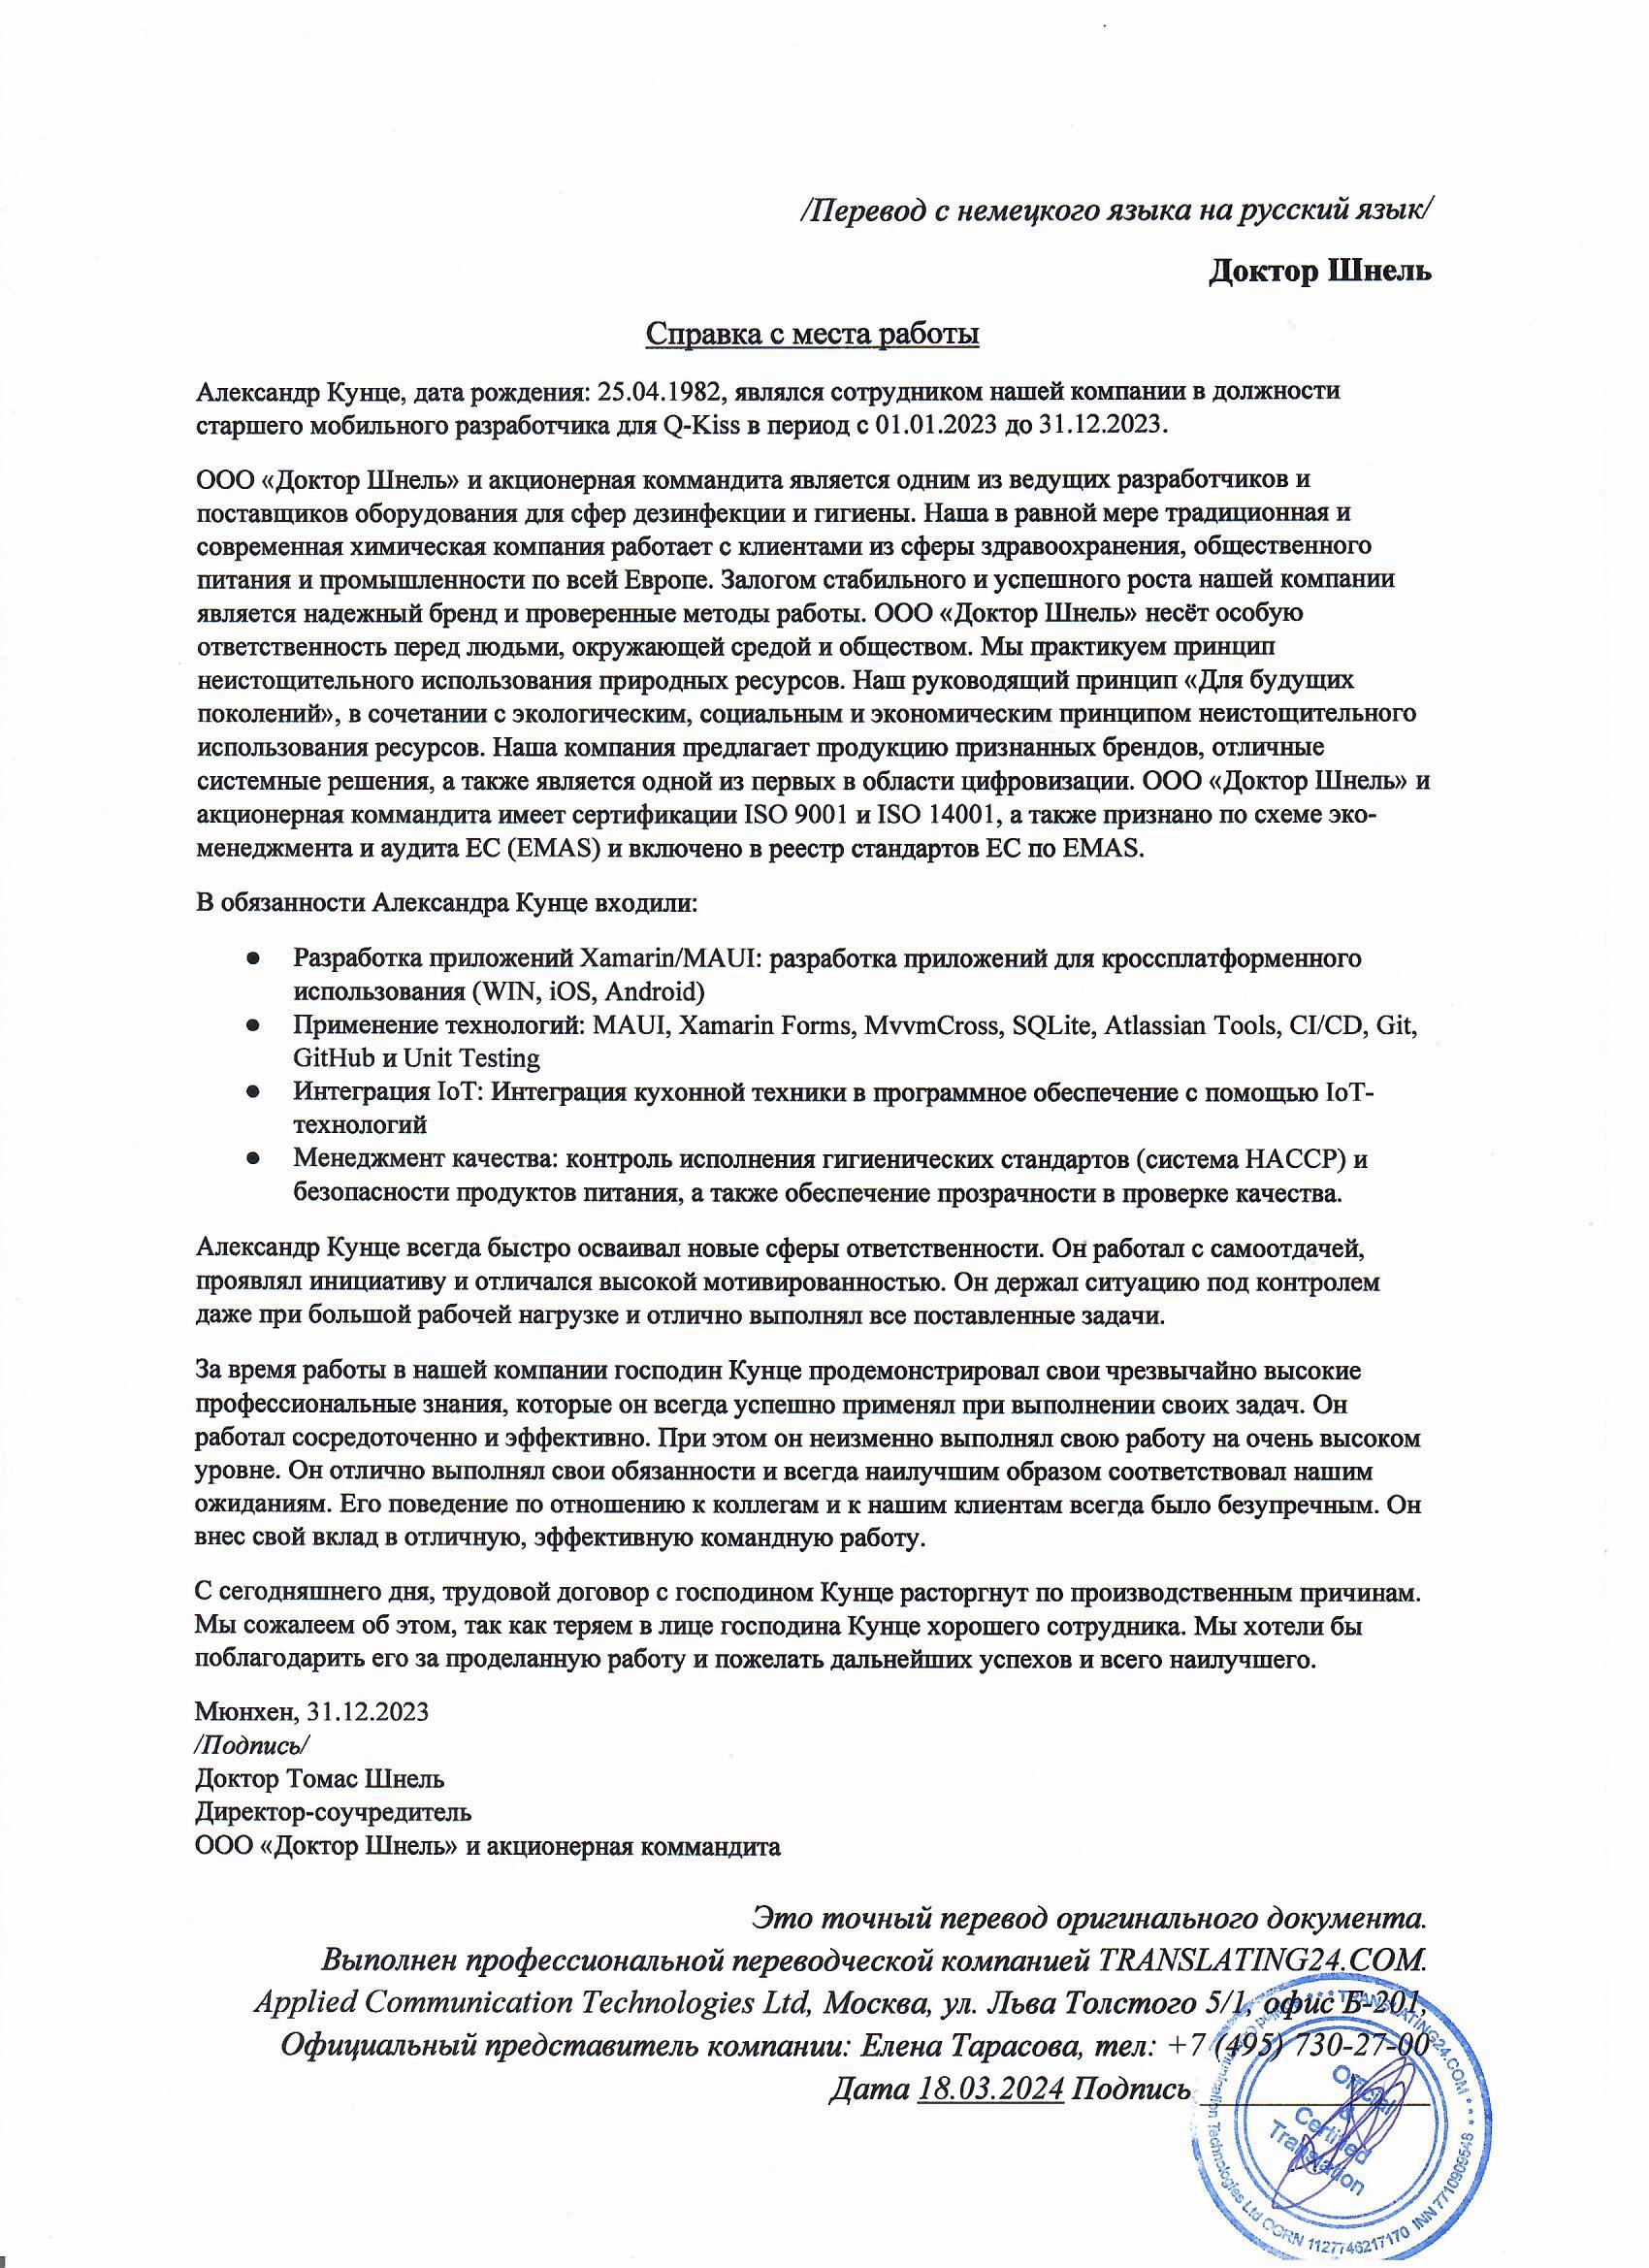 /Перевод с немецкого языка на русский язык/
Доктор Шнель
Справка с места работы
Александр Кунце, дата рождения: 25.04.1982, являлся сотрудником нашей компании в должности
старшего мобильного разработчика для Q-Kiss в период с 01.01.2023 до 31.12.2023.
ООО «Доктор Шнель» и акционерная коммандита является одним из ведущих разработчиков и
поставщиков оборудования для сфер дезинфекции и гигиены. Наша в равной мере традиционная и
современная химическая компания работает с клиентами из сферы здравоохранения, общественного
питания и промышленности по всей Европе. Залогом стабильного и успешного роста нашей компании
является надежный бренд и проверенные методы работы. ООО «Доктор Шнель» несёт особую
ответственность перед людьми, окружающей средой и обществом. Мы практикуем принцип
неистощительного использования природных ресурсов. Наш руководящий принцип «Для будущих
поколений», в сочетании с экологическим, социальным и экономическим принципом неистощительного
использования ресурсов. Наша компания предлагает продукцию признанных брендов, отличные
системные решения, а также является одной из первых в области цифровизации. ООО «Доктор Шнель» и
акционерная коммандита имеет сертификации ISO 9001 и ISO 14001, а также признано по схеме эко-
менеджмента и аудита ЕС (EMAS) и включено в реестр стандартов ЕС по EMAS.
В обязанности Александра Кунце входили:
● Разработка приложений Xamarin/MAUI: разработка приложений для кроссплатформенного
использования (WIN, iOS, Android)
● Применение технологий: MAUI, Xamarin Forms, MvvmCross, SQLite, Atlassian Tools, CI/CD, Git,
GitHub и Unit Testing
● Интеграция IoT: Интеграция кухонной техники в программное обеспечение с помощью IoT-
технологий
● Менеджмент качества: контроль исполнения гигиенических стандартов (система HACCP) и
безопасности продуктов питания, а также обеспечение прозрачности в проверке качества.
Александр Кунце всегда быстро осваивал новые сферы ответственности. Он работал с самоотдачей,
проявлял инициативу и отличался высокой мотивированностью. Он держал ситуацию под контролем
даже при большой рабочей нагрузке и отлично выполнял все поставленные задачи.
За время работы в нашей компании господин Кунце продемонстрировал свои чрезвычайно высокие
профессиональные знания, которые он всегда успешно применял при выполнении своих задач. Он
работал сосредоточенно и эффективно. При этом он неизменно выполнял свою работу на очень высоком
уровне. Он отлично выполнял свои обязанности и всегда наилучшим образом соответствовал нашим
ожиданиям. Его поведение по отношению к коллегам и к нашим клиентам всегда было безупречным. Он
внес свой вклад в отличную, эффективную командную работу.
С сегодняшнего дня, трудовой договор с господином Кунце расторгнут по производственным причинам.
Мы сожалеем об этом, так как теряем в лице господина Кунце хорошего сотрудника. Мы хотели бы
поблагодарить его за проделанную работу и пожелать дальнейших успехов и всего наилучшего.
Мюнхен, 31.12.2023
/Подпись/
Доктор Томас Шнель
Директор-соучредитель
ООО «Доктор Шнель» и акционерная коммандита
Это точный перевод оригинального документа.
Выполнен профессиональной переводческой компанией TRANSLATING24.COM.
Applied Communication Technologies Ltd, Москва, ул. Льва Толстого 5/1, офис Б-201,
Официальный представитель компании: Елена Тарасова, тел: +7 (495) 730-27-00
Дата 18.03.2024 Подпись
* * * TRANSLATING24.COM * * *
Technologies Ltd OGRN 1127746217170 INN 7710909548
Official
&
Certified
Translation